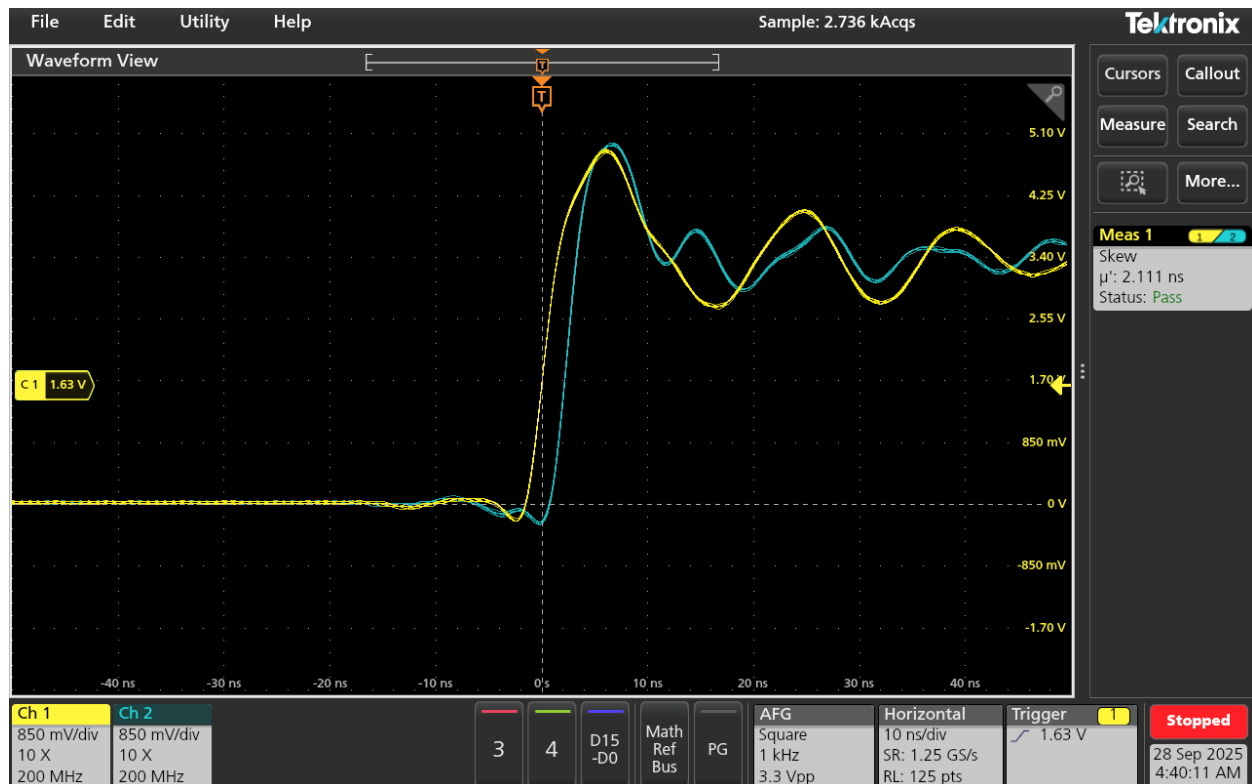 File Edit Utility Help Sample: 2.736 kAcqs Tektronix
Waveform View
T
T
Cursors Callout
Measure Search
More...
5.10 V
4.25 V
3.40 V
2.55 V
1.70 V
850 mV
0 V
-850 mV
-1.70 V
C 1 1.63 V
-40 ns -30 ns -20 ns -10 ns 0 s 10 ns 20 ns 30 ns 40 ns
Meas 1 1 2
Skew
µ': 2.111 ns
Status: Pass
Ch 1
850 mV/div
10 X
200 MHz
Ch 2
850 mV/div
10 X
200 MHz
3
4
D15
-D0
Math
Ref
Bus
PG
AFG
Square
1 kHz
3.3 Vpp
Horizontal
10 ns/div
SR: 1.25 GS/s
RL: 125 pts
Trigger 1
1.63 V
Stopped
28 Sep 2025
4:40:11 AM